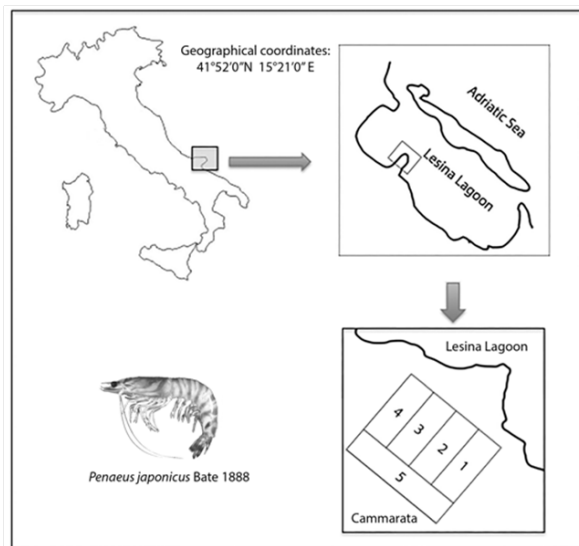 Geographical coordinates:
41°52′0″N 15°21′0″ E
Adriatic Sea
Lesina Lagoon
Lesina Lagoon
4
3
2
1
5
Cammarata
Penaeus japonicus Bate 1888